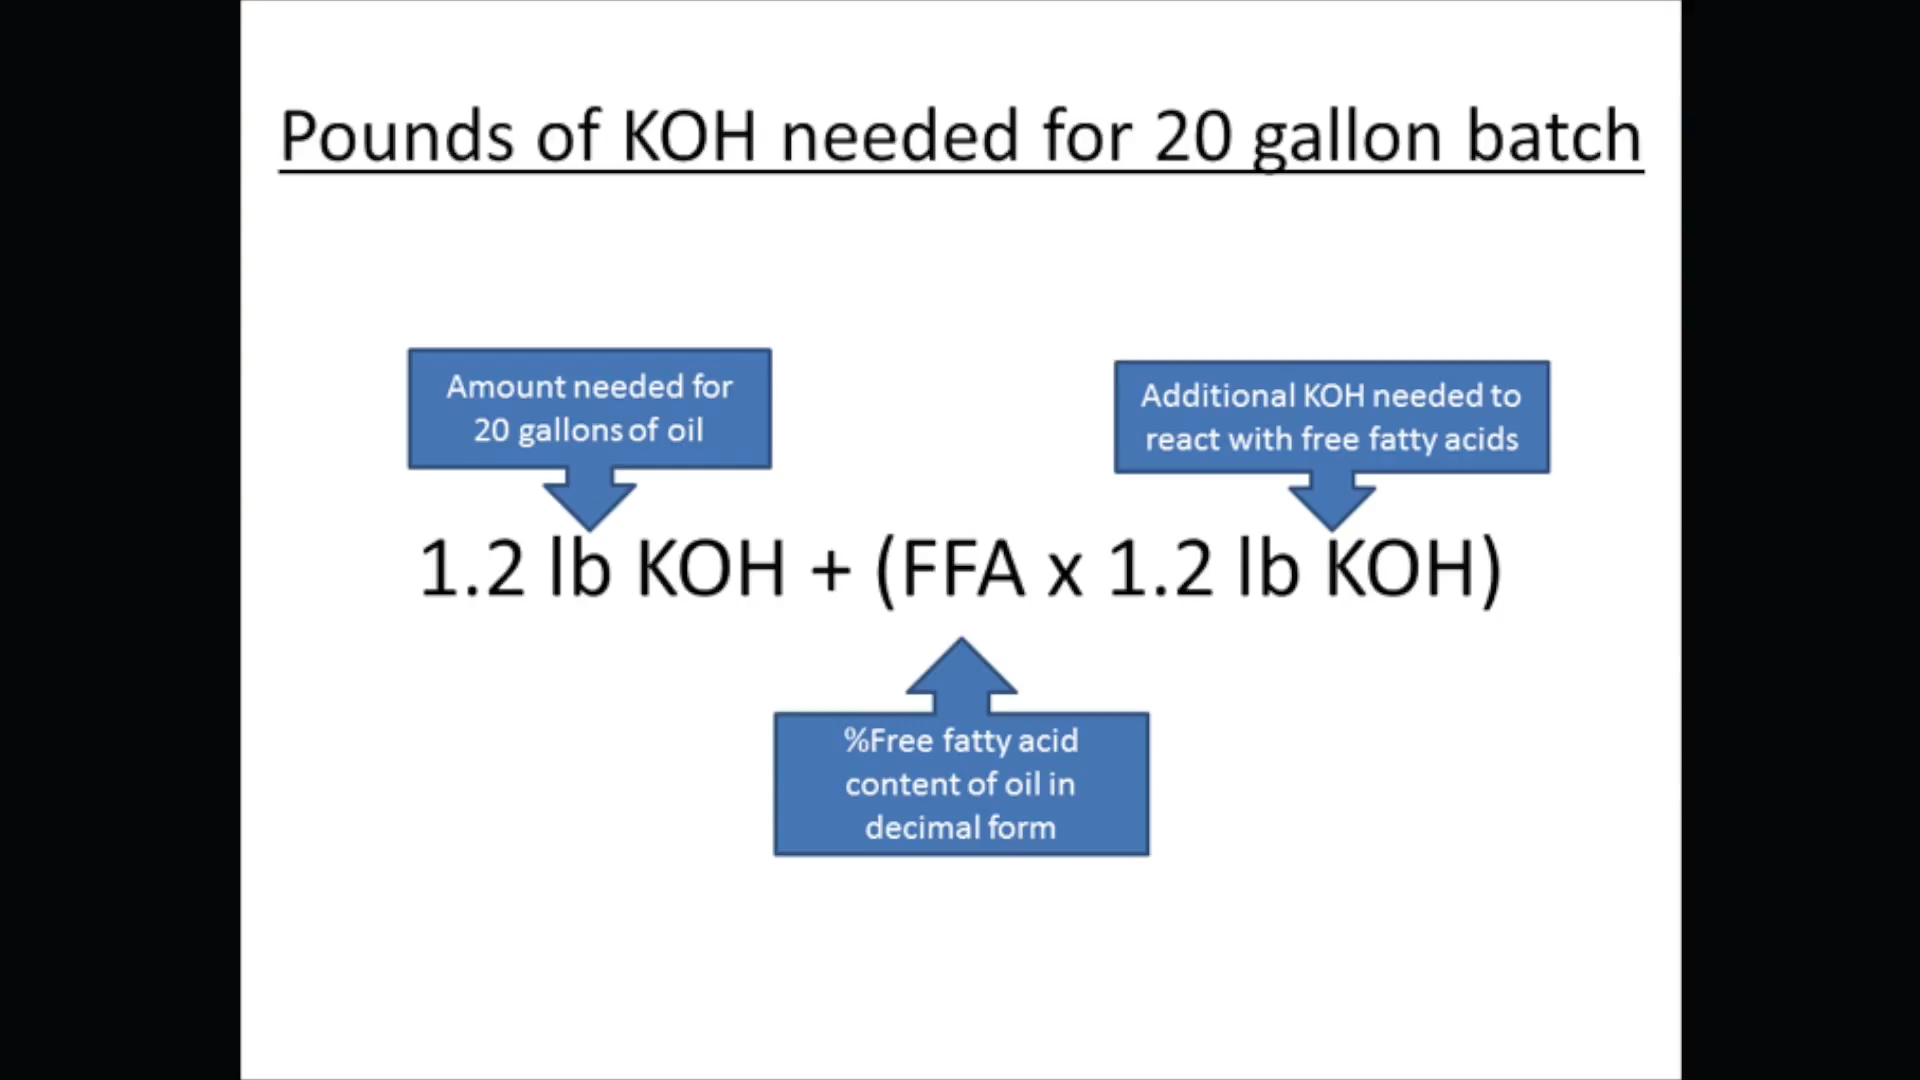 Pounds of KOH needed for 20 gallon batch
Amount needed for
20 gallons of oil
Additional KOH needed to
react with free fatty acids
1.2 lb KOH + (FFA x 1.2 lb KOH)
%Free fatty acid
content of oil in
decimal form